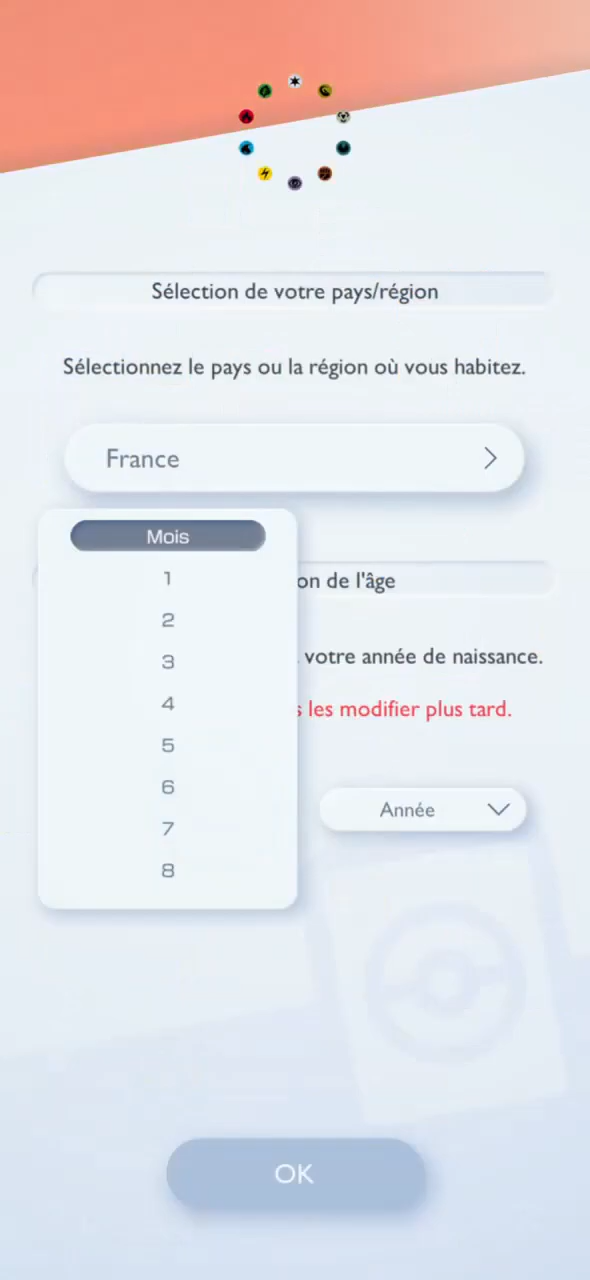 Sélection de votre pays/région
Sélectionnez le pays ou la région où vous habitez.
France
Mois
1
2
3
4
5
6
7
8
on de l'âge
votre année de naissance.
s les modifier plus tard.
Année
OK